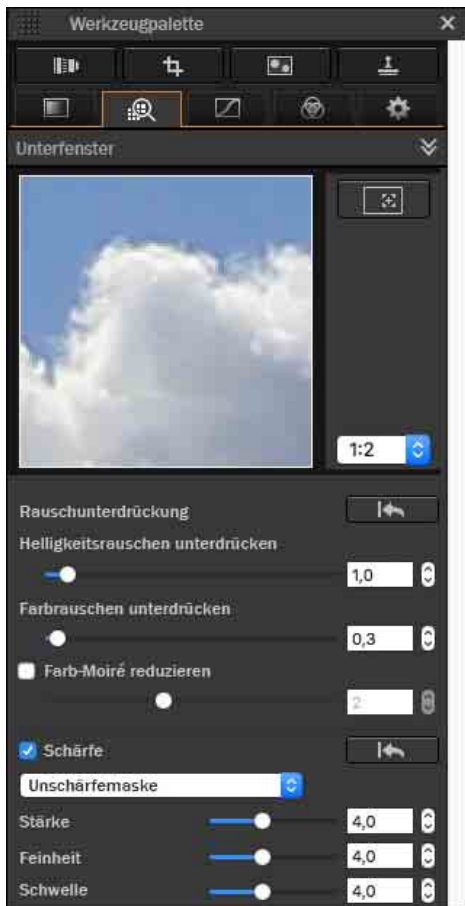 Werkzeugpalette
Unterfenster
1:2
Rauschunterdrückung
Helligkeitsrauschen unterdrücken
1,0
Farbrauschen unterdrücken
0,3
Farb-Moiré reduzieren
2
Schärfe
Unschärfemaske
Stärke 4,0
Feinheit 4,0
Schwelle 4,0